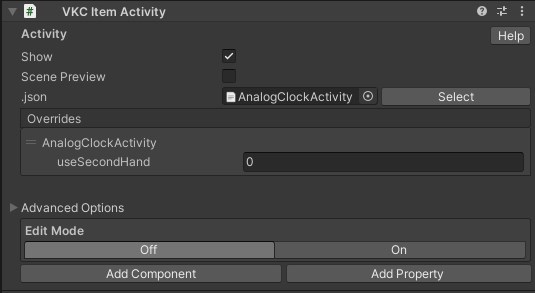 VKC Item Activity
Activity
Help
Show
Scene Preview
.json
AnalogClockActivity
Select
Overrides
AnalogClockActivity
useSecondHand
0
Advanced Options
Edit Mode
Off
On
Add Component
Add Property